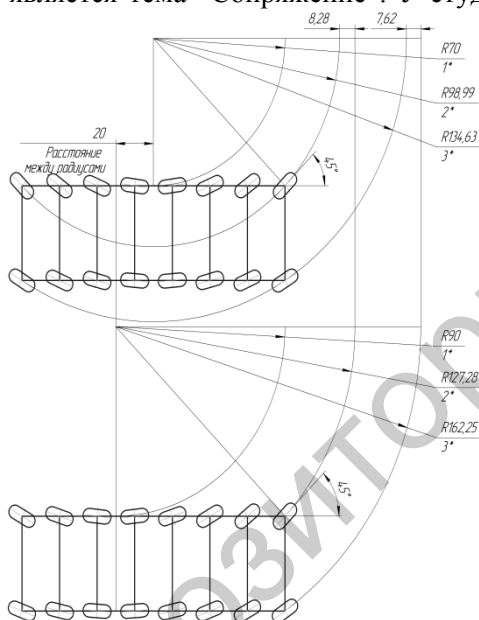 является тема "Сопряжение". У студ
8,28 7,62
R70
1*
R98,99
2*
R134,63
3*
20
Расстояние
между радиусами
45°
R90
1*
R127,28
2*
R162,25
3*
45°
озитор